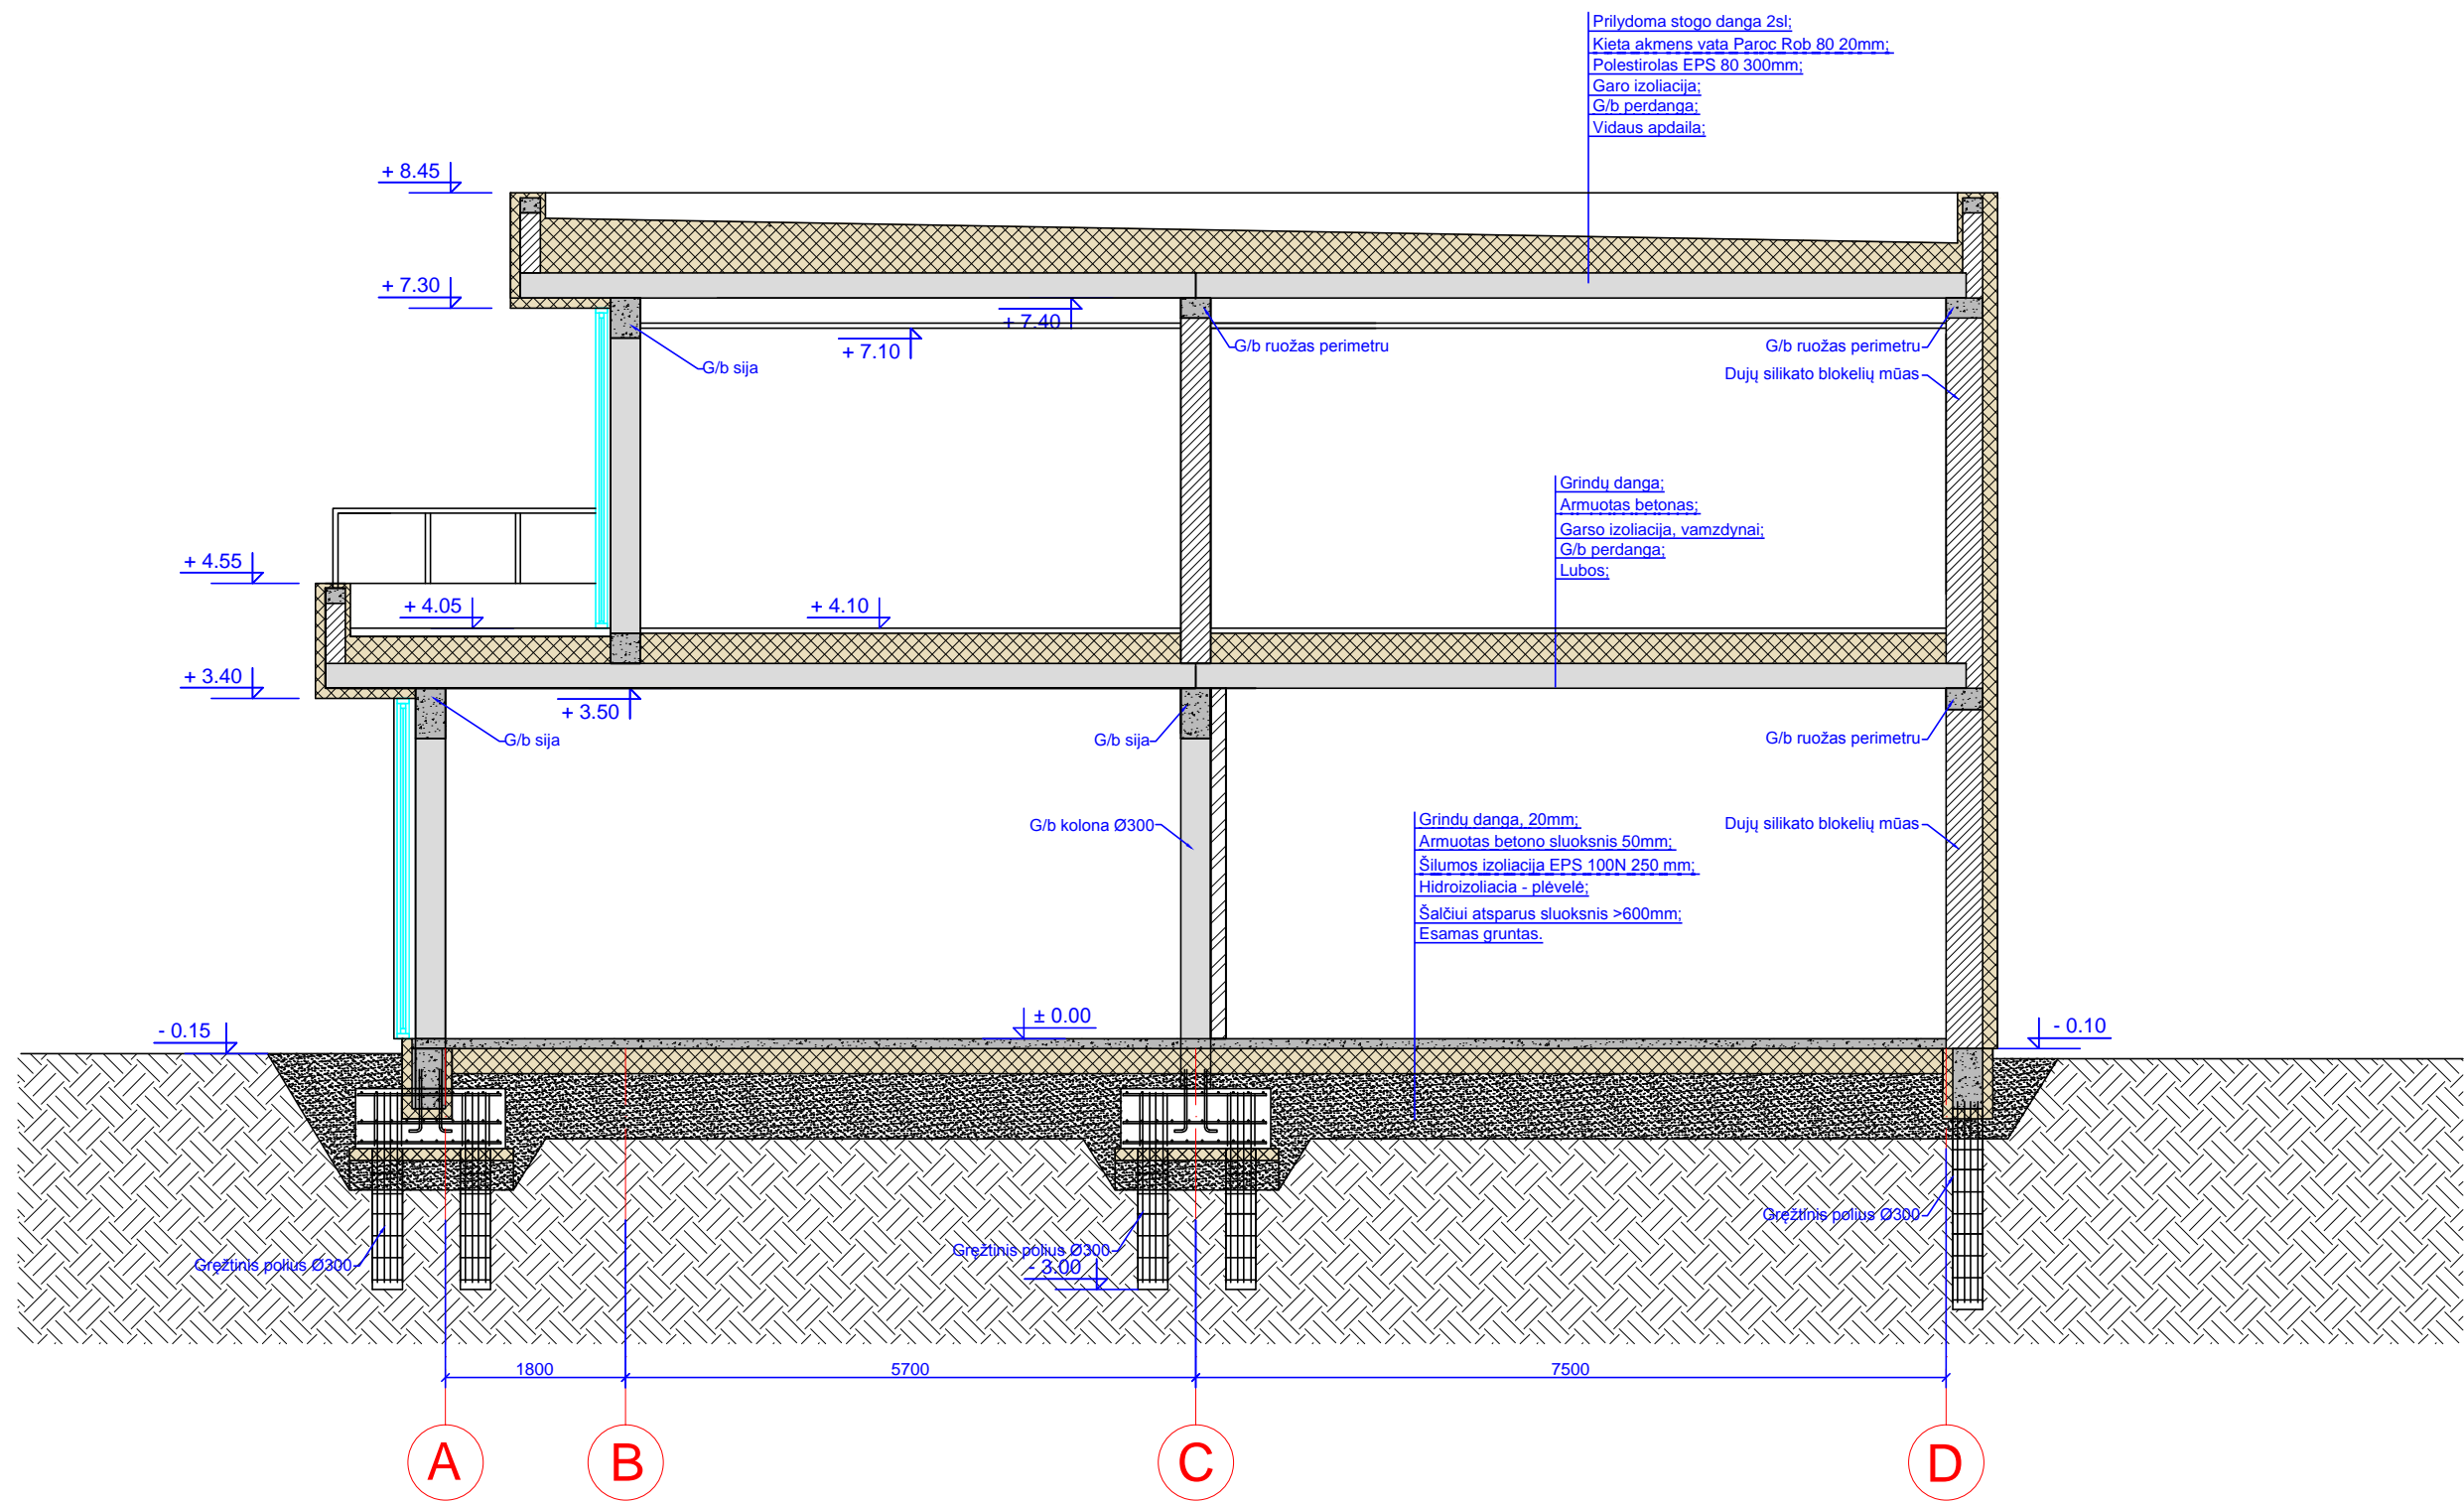 Prilydoma stogo danga 2sl;
Kieta akmens vata Paroc Rob 80 20mm;
Polestirolas EPS 80 300mm;
Garo izoliacija;
G/b perdanga;
Vidaus apdaila;
+ 8.45
+ 7.30
+ 7.40
+ 7.10
G/b sija
G/b ruožas perimetru
G/b ruožas perimetru
Dujų silikato blokelių mūas
Grindų danga;
Armuotas betonas;
Garso izoliacija, vamzdynai;
G/b perdanga;
Lubos;
+ 4.55
+ 4.05
+ 4.10
+ 3.40
+ 3.50
G/b sija
G/b sija
G/b ruožas perimetru
G/b kolona Ø300
Dujų silikato blokelių mūas
Grindų danga, 20mm;
Armuotas betono sluoksnis 50mm;
Šilumos izoliacija EPS 100N 250 mm;
Hidroizoliacia - plėvelė;
Šalčiui atsparus sluoksnis >600mm;
Esamas gruntas.
- 0.15
± 0.00
- 0.10
Gręžtinis polius Ø300
Gręžtinis polius Ø300
- 3.00
Gręžtinis polius Ø300
1800
5700
7500
A
B
C
D